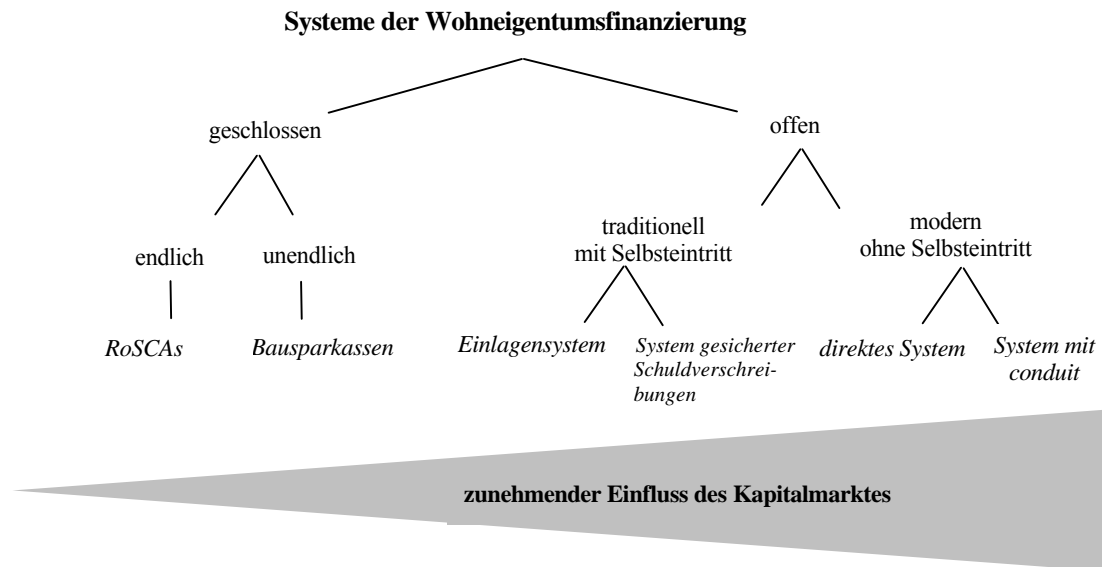 Systeme der Wohneigentumsfinanzierung
geschlossen
offen
endlich
unendlich
traditionell
mit Selbsteintritt
modern
ohne Selbsteintritt
RoSCAs
Bausparkassen
Einlagensystem
System gesicherter
Schuldverschrei-
bungen
direktes System
System mit
conduit
zunehmender Einfluss des Kapitalmarktes